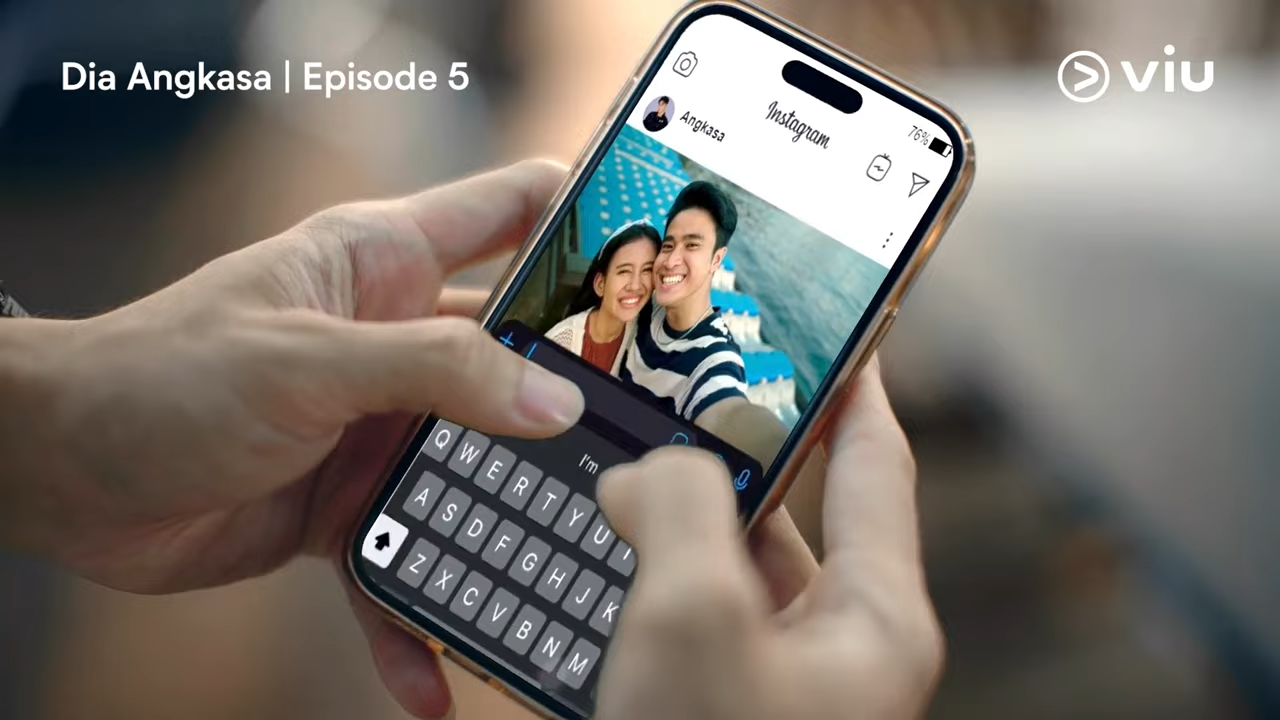 Dia Angkasa | Episode 5
viu
Instagram
76%
Angkasa
I'm
Q W E R T Y U I
A S D F G H J K
Z X C V B N M